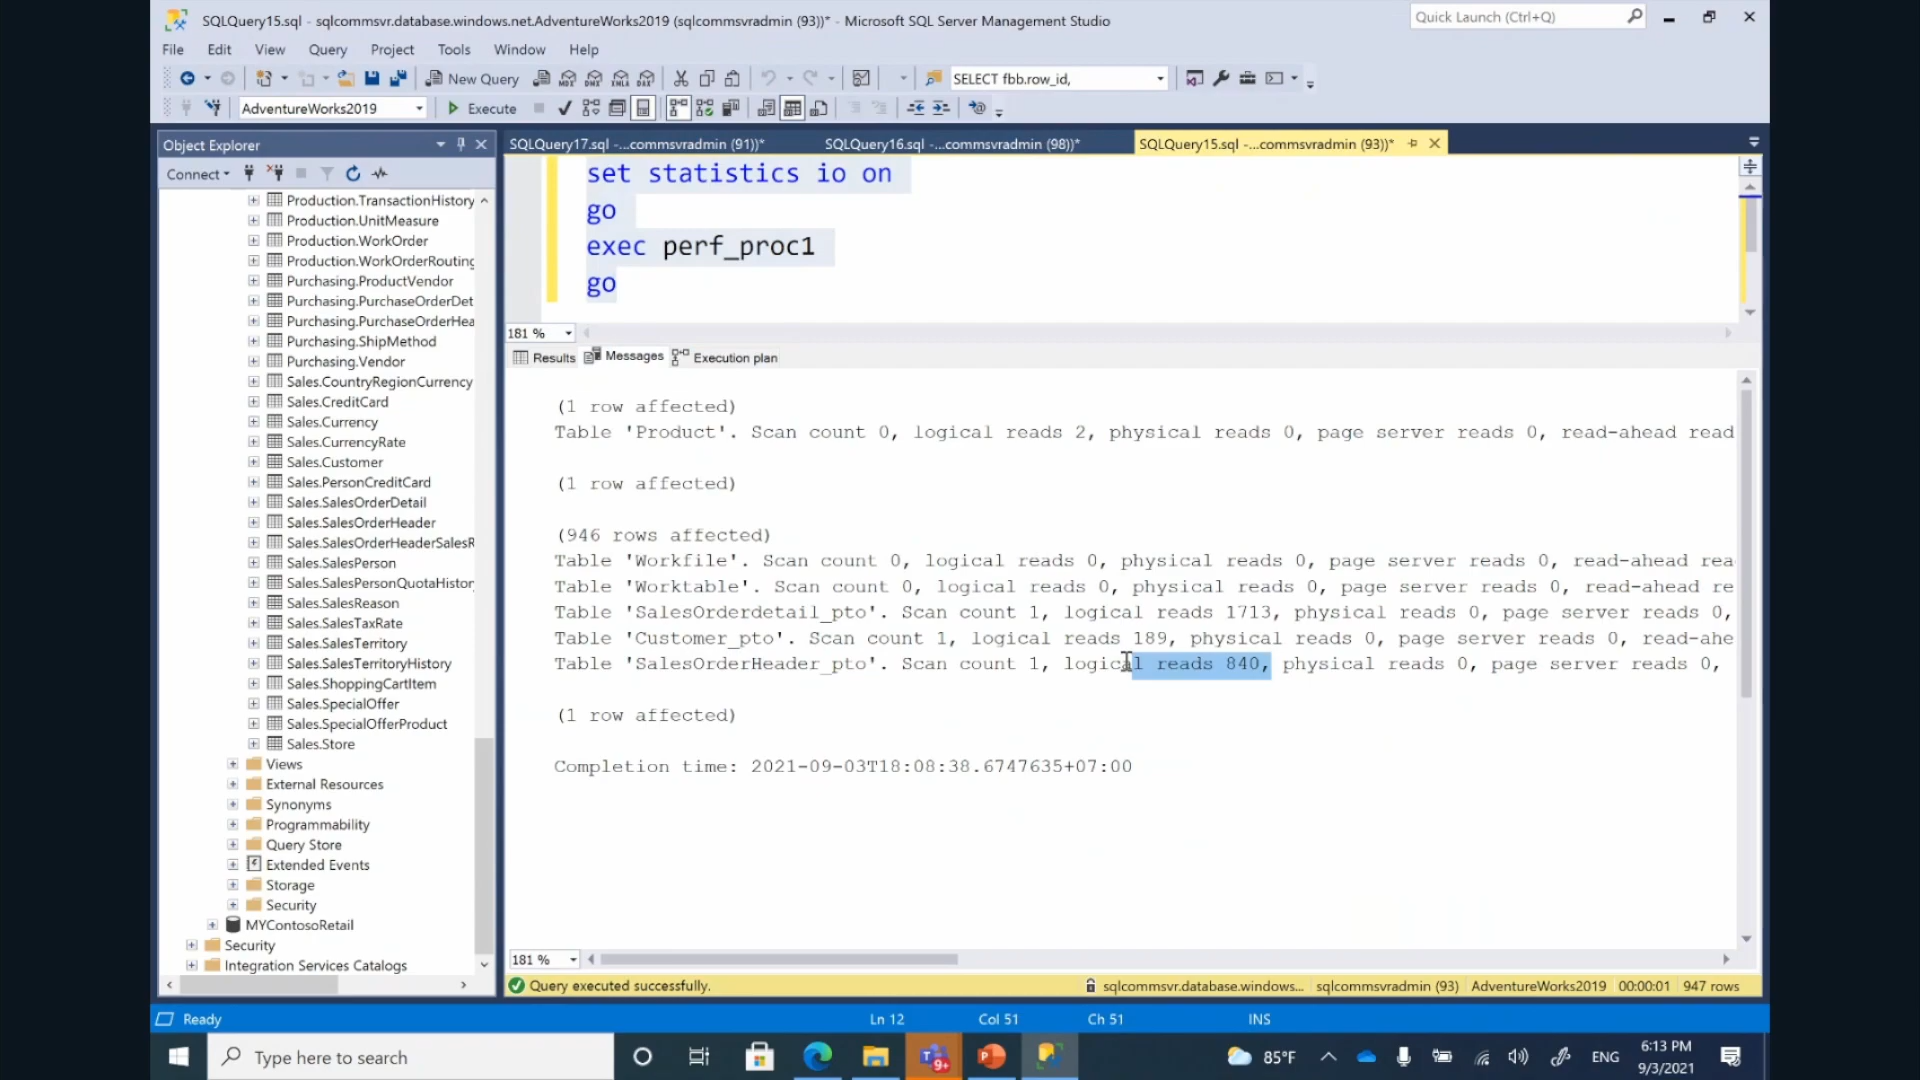 SQLQuery15.sql - sqlcommsvr.database.windows.net.AdventureWorks2019 (sqlcommsvradmin (93))* - Microsoft SQL Server Management Studio
Quick Launch (Ctrl+Q)
File Edit View Query Project Tools Window Help
New Query
SELECT fbb.row_id,
AdventureWorks2019
Execute
Object Explorer
Connect
Production.TransactionHistory
Production.UnitMeasure
Production.WorkOrder
Production.WorkOrderRouting
Purchasing.ProductVendor
Purchasing.PurchaseOrderDet
Purchasing.PurchaseOrderHea
Purchasing.ShipMethod
Purchasing.Vendor
Sales.CountryRegionCurrency
Sales.CreditCard
Sales.Currency
Sales.CurrencyRate
Sales.Customer
Sales.PersonCreditCard
Sales.SalesOrderDetail
Sales.SalesOrderHeader
Sales.SalesOrderHeaderSalesR
Sales.SalesPerson
Sales.SalesPersonQuotaHistor
Sales.SalesReason
Sales.SalesTaxRate
Sales.SalesTerritory
Sales.SalesTerritoryHistory
Sales.ShoppingCartItem
Sales.SpecialOffer
Sales.SpecialOfferProduct
Sales.Store
Views
External Resources
Synonyms
Programmability
Query Store
Extended Events
Storage
Security
MYContosoRetail
Security
Integration Services Catalogs
SQLQuery17.sql -...commsvradmin (91))*
SQLQuery16.sql -...commsvradmin (98))*
SQLQuery15.sql -...commsvradmin (93))*
set statistics io on
go
exec perf_proc1
go
181 %
Results Messages Execution plan
(1 row affected)
Table 'Product'. Scan count 0, logical reads 2, physical reads 0, page server reads 0, read-ahead read
(1 row affected)
(946 rows affected)
Table 'Workfile'. Scan count 0, logical reads 0, physical reads 0, page server reads 0, read-ahead rea
Table 'Worktable'. Scan count 0, logical reads 0, physical reads 0, page server reads 0, read-ahead re
Table 'SalesOrderdetail_pto'. Scan count 1, logical reads 1713, physical reads 0, page server reads 0,
Table 'Customer_pto'. Scan count 1, logical reads 189, physical reads 0, page server reads 0, read-ahe
Table 'SalesOrderHeader_pto'. Scan count 1, logical reads 840, physical reads 0, page server reads 0,
(1 row affected)
Completion time: 2021-09-03T18:08:38.6747635+07:00
181 %
Query executed successfully.
sqlcommsvr.database.windows... sqlcommsvradmin (93) AdventureWorks2019 00:00:01 947 rows
Ready
Ln 12 Col 51 Ch 51 INS
Type here to search
9+
85°F
ENG
6:13 PM
9/3/2021